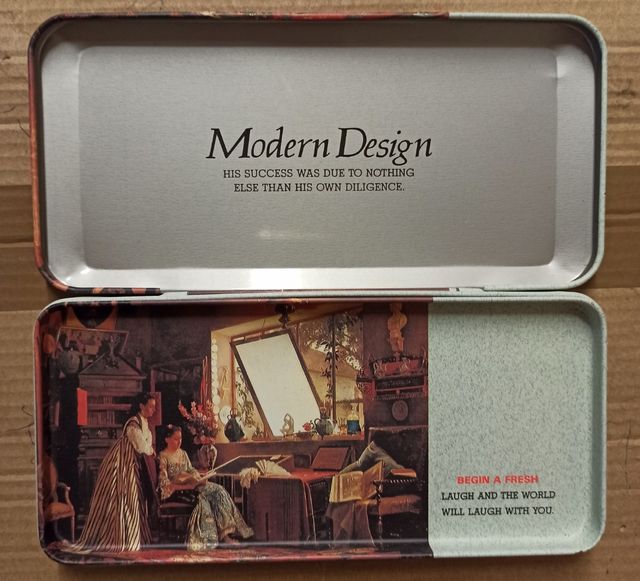 Modern Design
HIS SUCCESS WAS DUE TO NOTHING
ELSE THAN HIS OWN DILIGENCE.
BEGIN A FRESH
LAUGH AND THE WORLD
WILL LAUGH WITH YOU.